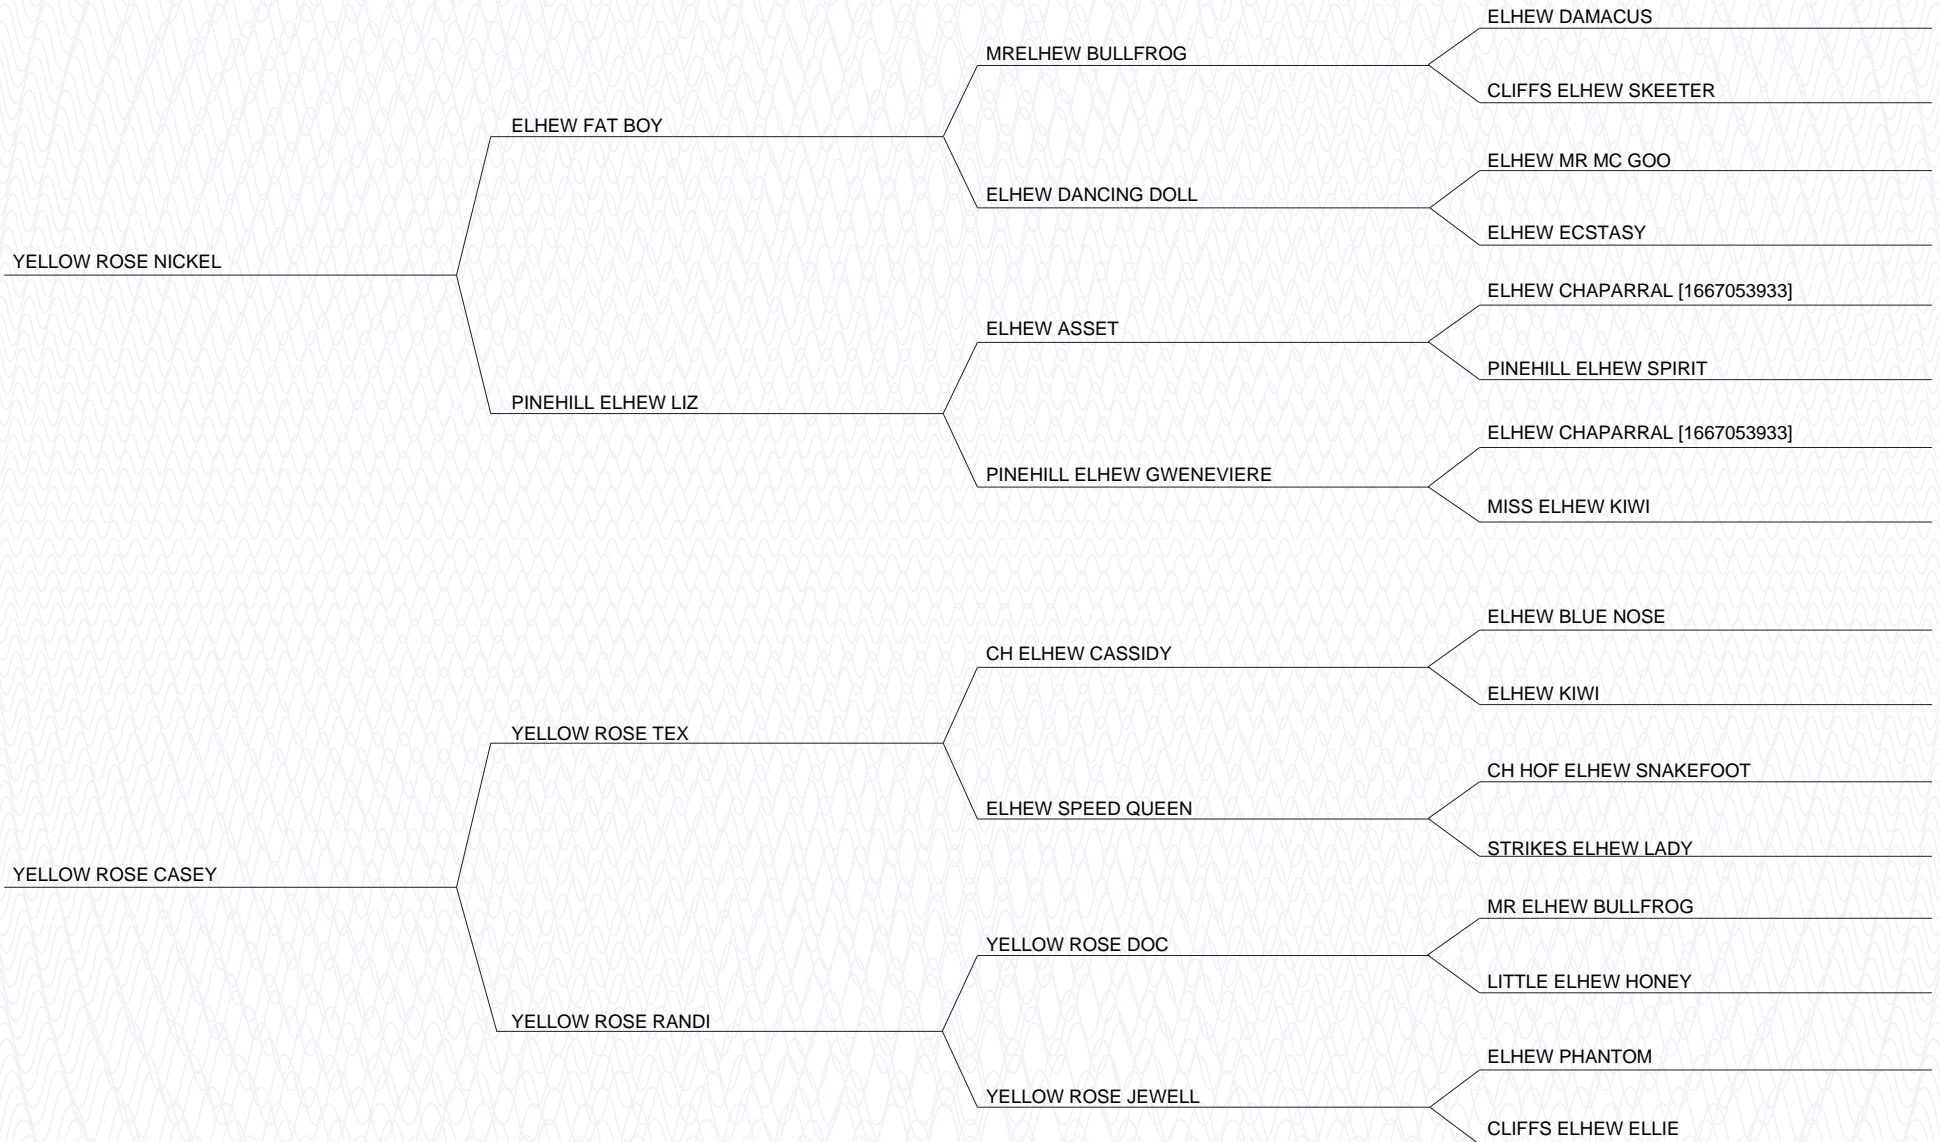 ELHEW DAMACUS
MRELHEW BULLFROG
CLIFFS ELHEW SKEETER
ELHEW FAT BOY
ELHEW MR MC GOO
ELHEW DANCING DOLL
ELHEW ECSTASY
YELLOW ROSE NICKEL
ELHEW CHAPARRAL [1667053933]
ELHEW ASSET
PINEHILL ELHEW SPIRIT
PINEHILL ELHEW LIZ
ELHEW CHAPARRAL [1667053933]
PINEHILL ELHEW GWENEVIERE
MISS ELHEW KIWI
ELHEW BLUE NOSE
CH ELHEW CASSIDY
ELHEW KIWI
YELLOW ROSE TEX
CH HOF ELHEW SNAKEFOOT
ELHEW SPEED QUEEN
STRIKES ELHEW LADY
YELLOW ROSE CASEY
MR ELHEW BULLFROG
YELLOW ROSE DOC
LITTLE ELHEW HONEY
YELLOW ROSE RANDI
ELHEW PHANTOM
YELLOW ROSE JEWELL
CLIFFS ELHEW ELLIE